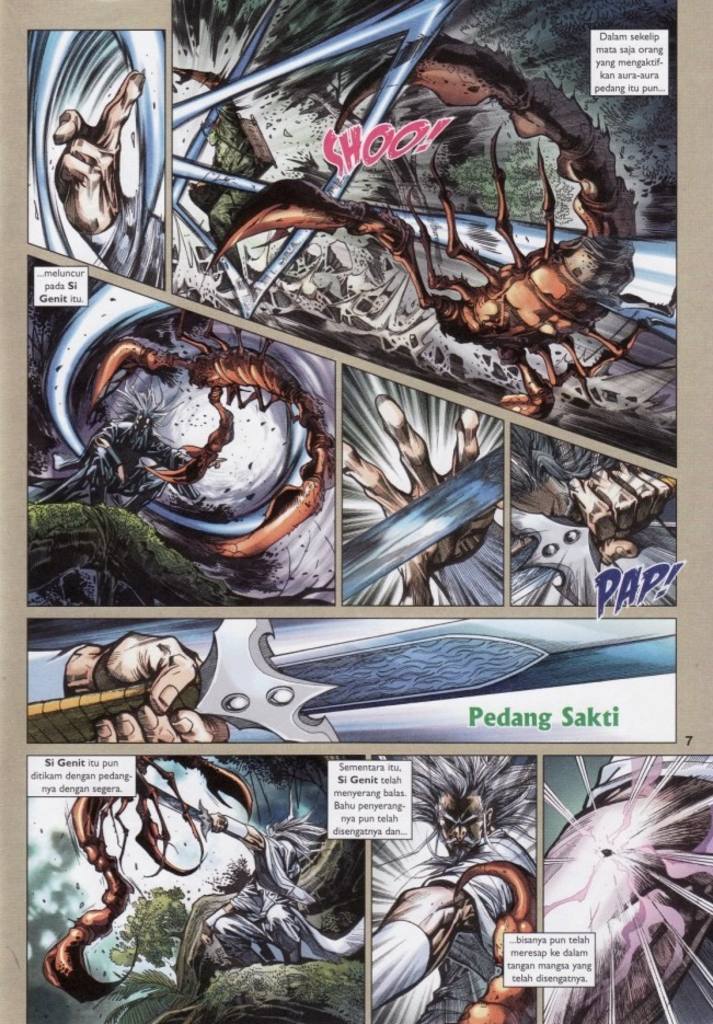 Dalam sekelip
mata saja orang
yang mengaktif-
kan aura-aura
pedang itu pun...
SHOO!
...meluncur
pada Si
Genit itu.
PAP!
Pedang Sakti
7
Si Genit itu pun
ditikam dengan pedang-
nya dengan segera.
Sementara itu,
Si Genit telah
menyerang balas.
Bahu penyerang-
nya pun telah
disengatnya dan...
...bisanya pun telah
meresap ke dalam
tangan mangsa yang
telah disengatnya.